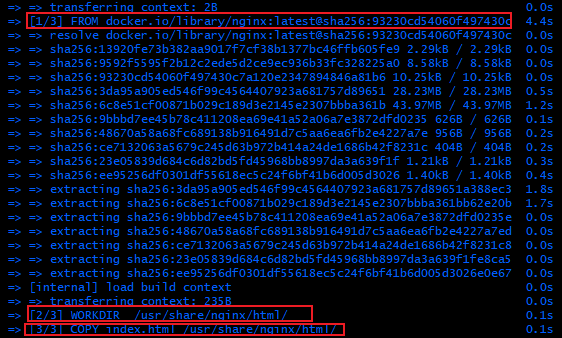 => => transferring context: 2B 0.0s
=> [1/3] FROM docker.io/library/nginx:latest@sha256:93230cd54060f497430c 4.4s
=> => resolve docker.io/library/nginx:latest@sha256:93230cd54060f497430c 0.0s
=> => sha256:13920fe73b382aa9017f7cf38b1377bc46ffb605fe9 2.29kB / 2.29kB 0.0s
=> => sha256:9592f5595f2b12c2ede5d2ce9ec936b33fc328225a0 8.58kB / 8.58kB 0.0s
=> => sha256:93230cd54060f497430c7a120e2347894846a81b6 10.25kB / 10.25kB 0.0s
=> => sha256:3da95a905ed546f99c4564407923a681757d89651 28.23MB / 28.23MB 0.5s
=> => sha256:6c8e51cf00871b029c189d3e2145e2307bbba361b 43.97MB / 43.97MB 1.2s
=> => sha256:9bbbd7ee45b78c411208ea69e41a52a06a7e3872dfd0235 626B / 626B 0.1s
=> => sha256:48670a58a68fc689138b916491d7c5aa6ea6fb2e4227a7e 956B / 956B 0.2s
=> => sha256:ce7132063a5679c245d63b972b414a24de1686b42f8231c 404B / 404B 0.2s
=> => sha256:23e05839d684c6d82bd5fd45968bb8997da3a639f1f 1.21kB / 1.21kB 0.3s
=> => sha256:ee95256df0301df55618ec5c24f6bf41b6d005d3026 1.40kB / 1.40kB 0.4s
=> => extracting sha256:3da95a905ed546f99c4564407923a681757d89651a388ec3 1.8s
=> => extracting sha256:6c8e51cf00871b029c189d3e2145e2307bbba361bb62e20b 1.7s
=> => extracting sha256:9bbbd7ee45b78c411208ea69e41a52a06a7e3872dfd0235e 0.0s
=> => extracting sha256:48670a58a68fc689138b916491d7c5aa6ea6fb2e4227a7ed 0.0s
=> => extracting sha256:ce7132063a5679c245d63b972b414a24de1686b42f8231c8 0.0s
=> => extracting sha256:23e05839d684c6d82bd5fd45968bb8997da3a639f1fe8ca5 0.0s
=> => extracting sha256:ee95256df0301df55618ec5c24f6bf41b6d005d3026e0e67 0.0s
=> [internal] load build context 0.0s
=> => transferring context: 235B 0.0s
=> [2/3] WORKDIR /usr/share/nginx/html/ 0.1s
=> [3/3] COPY index.html /usr/share/nginx/html/ 0.1s